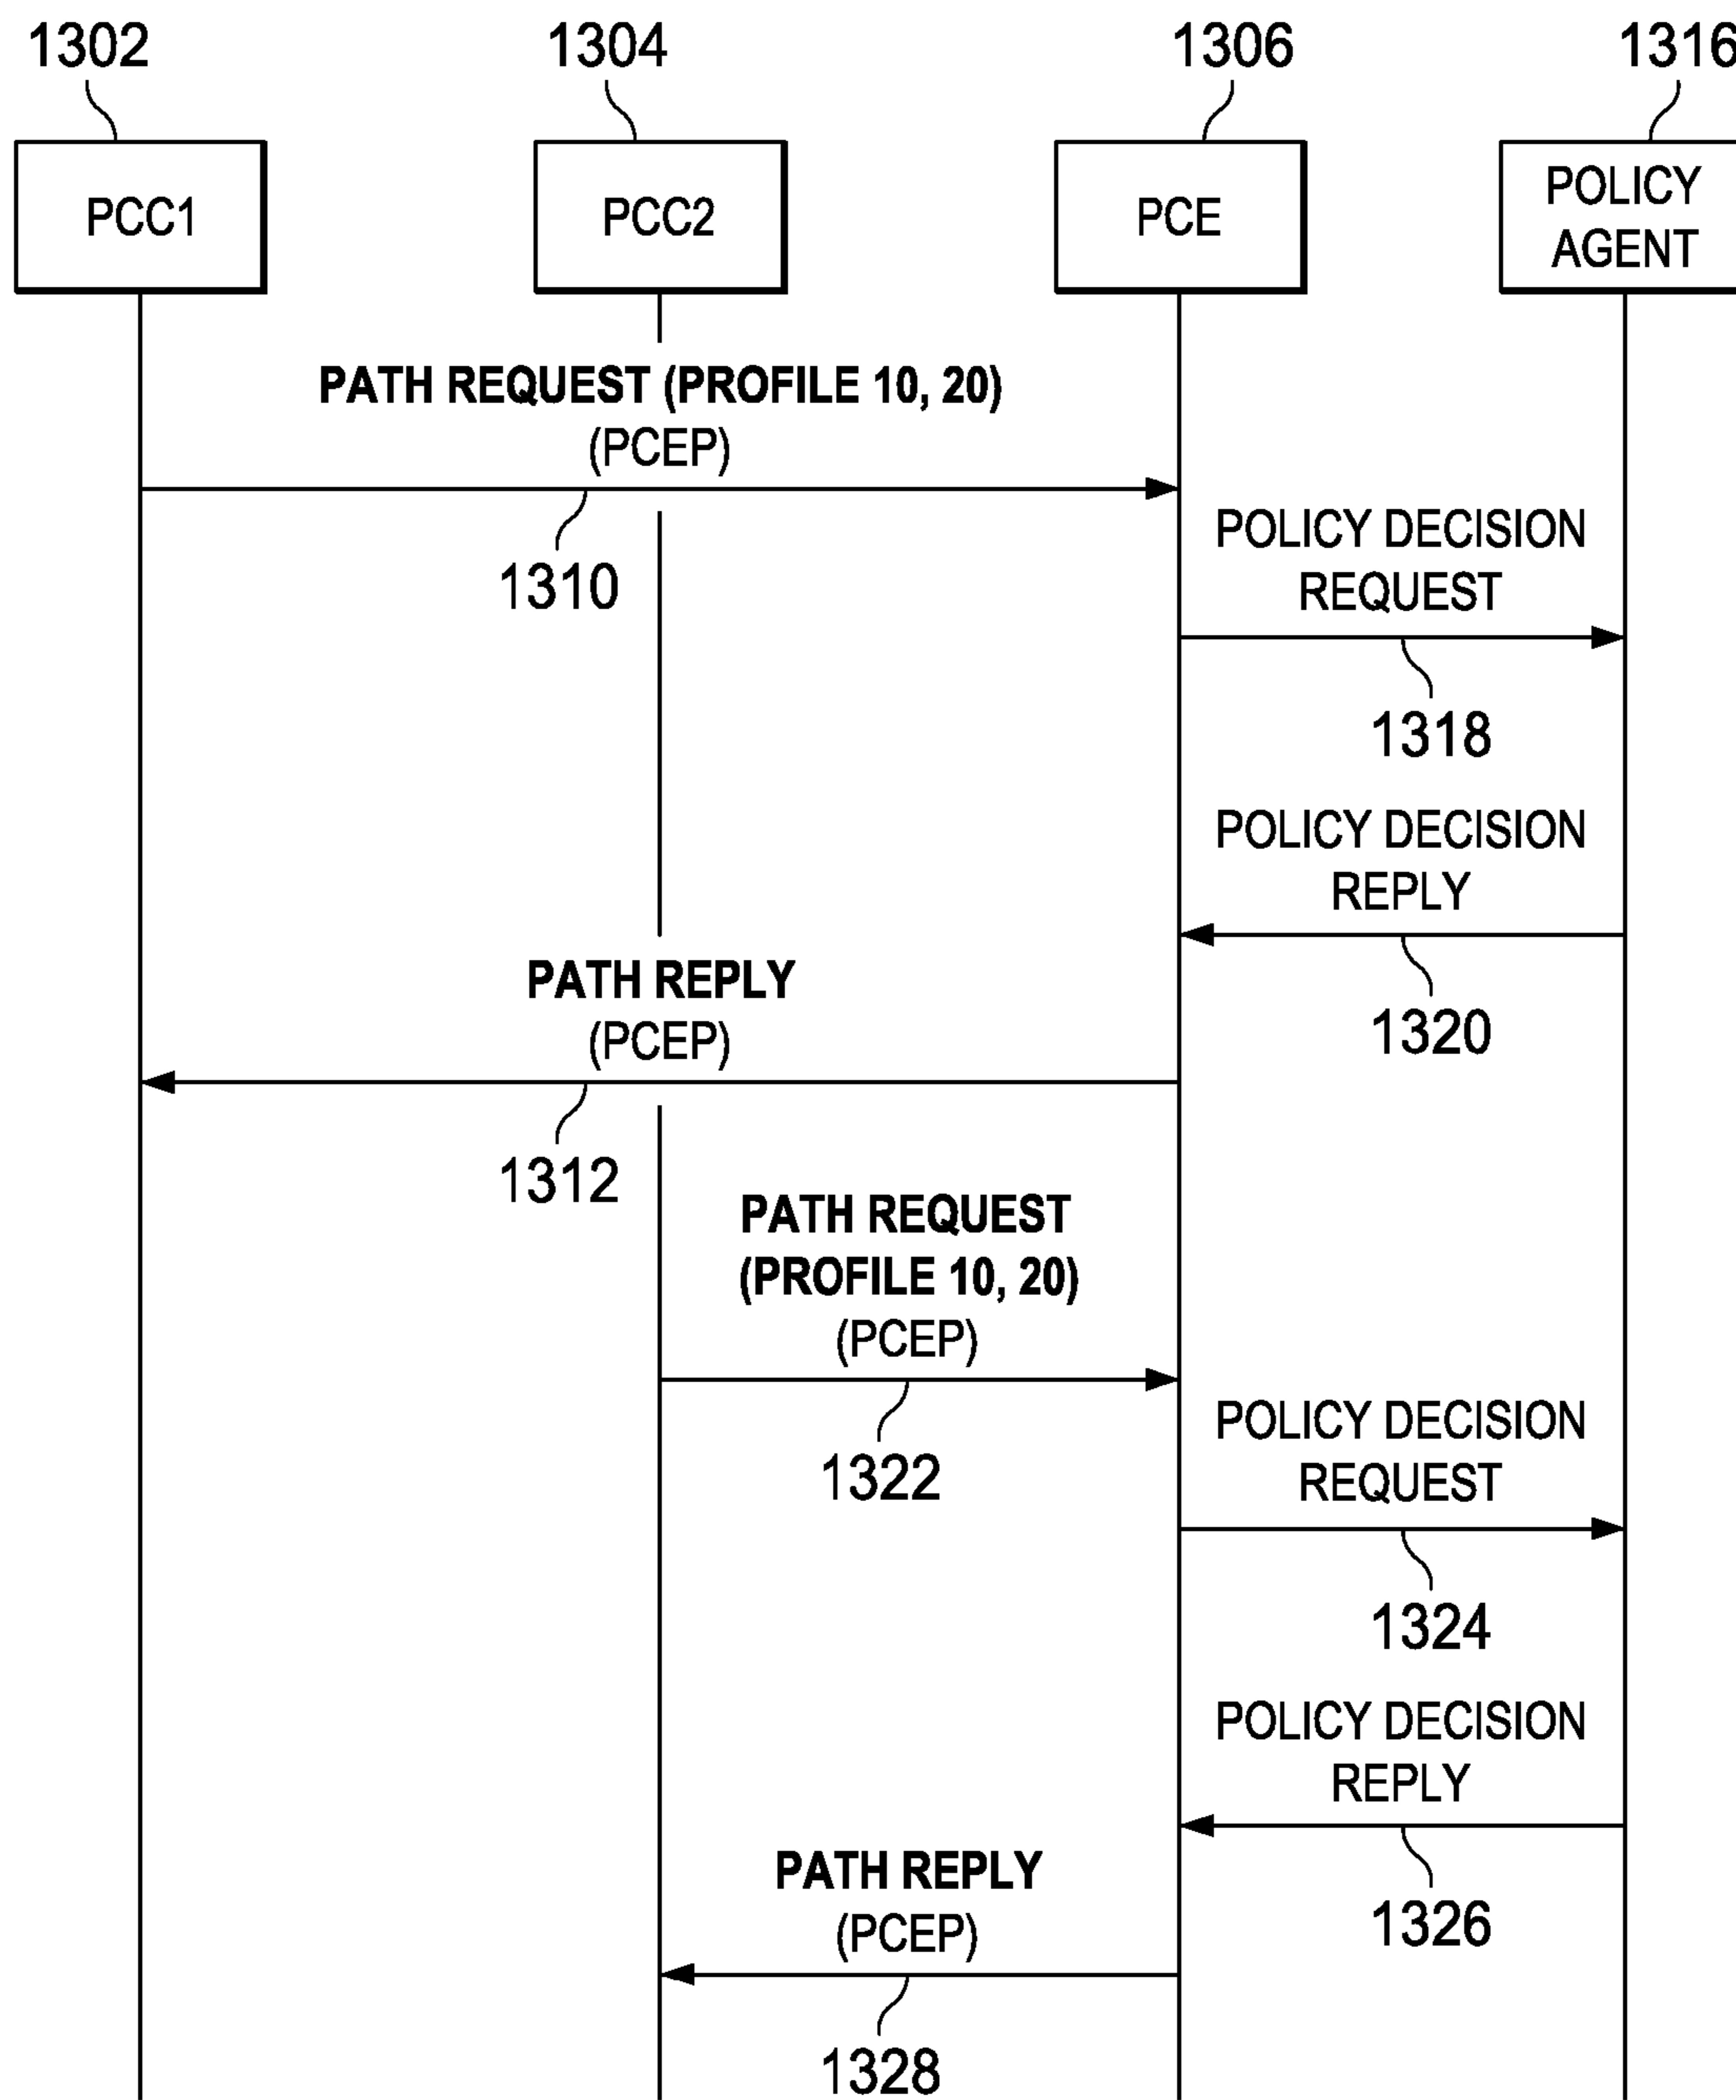 1302
1304
1306
1316
PCC1
PCC2
PCE
POLICY
AGENT
PATH REQUEST (PROFILE 10, 20)
(PCEP)
1310
POLICY DECISION
REQUEST
1318
POLICY DECISION
REPLY
1320
PATH REPLY
(PCEP)
1312
PATH REQUEST
(PROFILE 10, 20)
(PCEP)
1322
POLICY DECISION
REQUEST
1324
POLICY DECISION
REPLY
1326
PATH REPLY
(PCEP)
1328